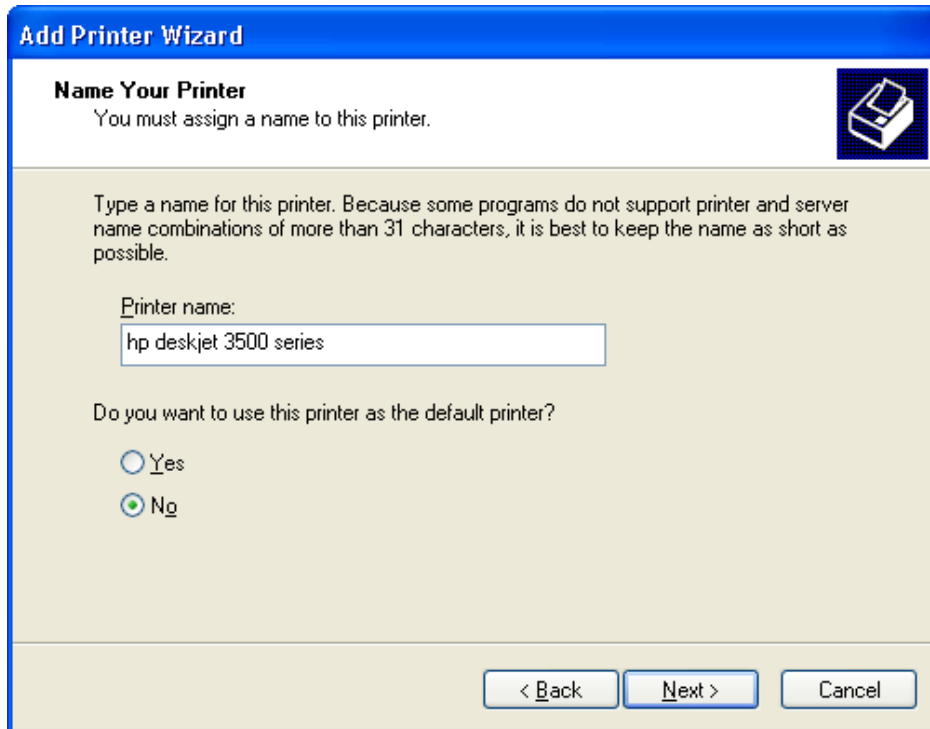 Add Printer Wizard
Name Your Printer
You must assign a name to this printer.
Type a name for this printer. Because some programs do not support printer and server
name combinations of more than 31 characters, it is best to keep the name as short as
possible.
Printer name:
hp deskjet 3500 series
Do you want to use this printer as the default printer?
Yes
No
< Back Next > Cancel